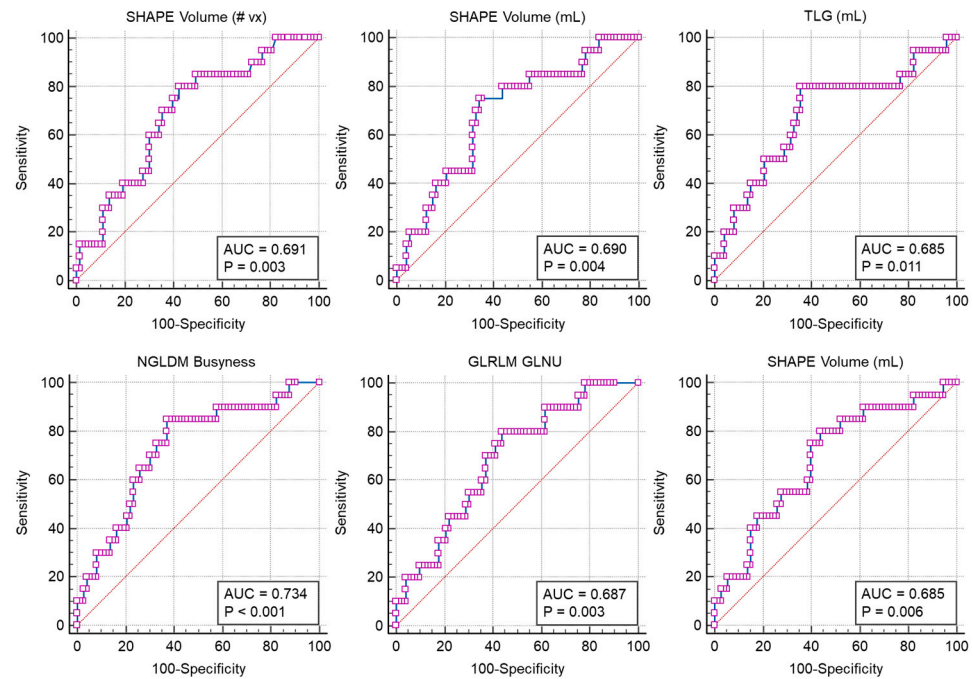 SHAPE Volume (# vx)
100
80
60
40
20
0
Sensitivity
AUC = 0.691
P = 0.003
0 20 40 60 80 100
100-Specificity
SHAPE Volume (mL)
100
80
60
40
20
0
Sensitivity
AUC = 0.690
P = 0.004
0 20 40 60 80 100
100-Specificity
TLG (mL)
100
80
60
40
20
0
Sensitivity
AUC = 0.685
P = 0.011
0 20 40 60 80 100
100-Specificity
NGLDM Busyness
100
80
60
40
20
0
Sensitivity
AUC = 0.734
P < 0.001
0 20 40 60 80 100
100-Specificity
GLRLM GLNU
100
80
60
40
20
0
Sensitivity
AUC = 0.687
P = 0.003
0 20 40 60 80 100
100-Specificity
SHAPE Volume (mL)
100
80
60
40
20
0
Sensitivity
AUC = 0.685
P = 0.006
0 20 40 60 80 100
100-Specificity